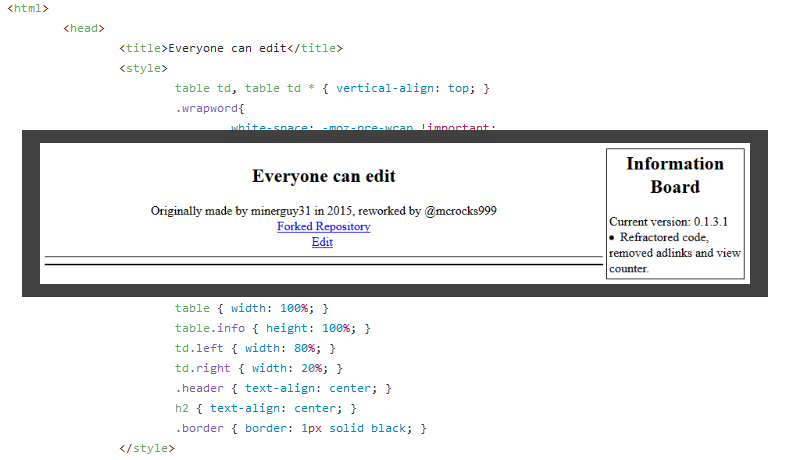 <html>
<head>
<title>Everyone can edit</title>
<style>
table td, table td * { vertical-align: top; }
.wrapword{
white-space: -moz-pre-wrap !important;
Everyone can edit
Originally made by minerguy31 in 2015, reworked by @mcrocks999
Forked Repository
Edit
Information
Board
Current version: 0.1.3.1
• Refractored code,
removed adlinks and view
counter.
table { width: 100%; }
table.info { height: 100%; }
td.left { width: 80%; }
td.right { width: 20%; }
.header { text-align: center; }
h2 { text-align: center; }
.border { border: 1px solid black; }
</style>